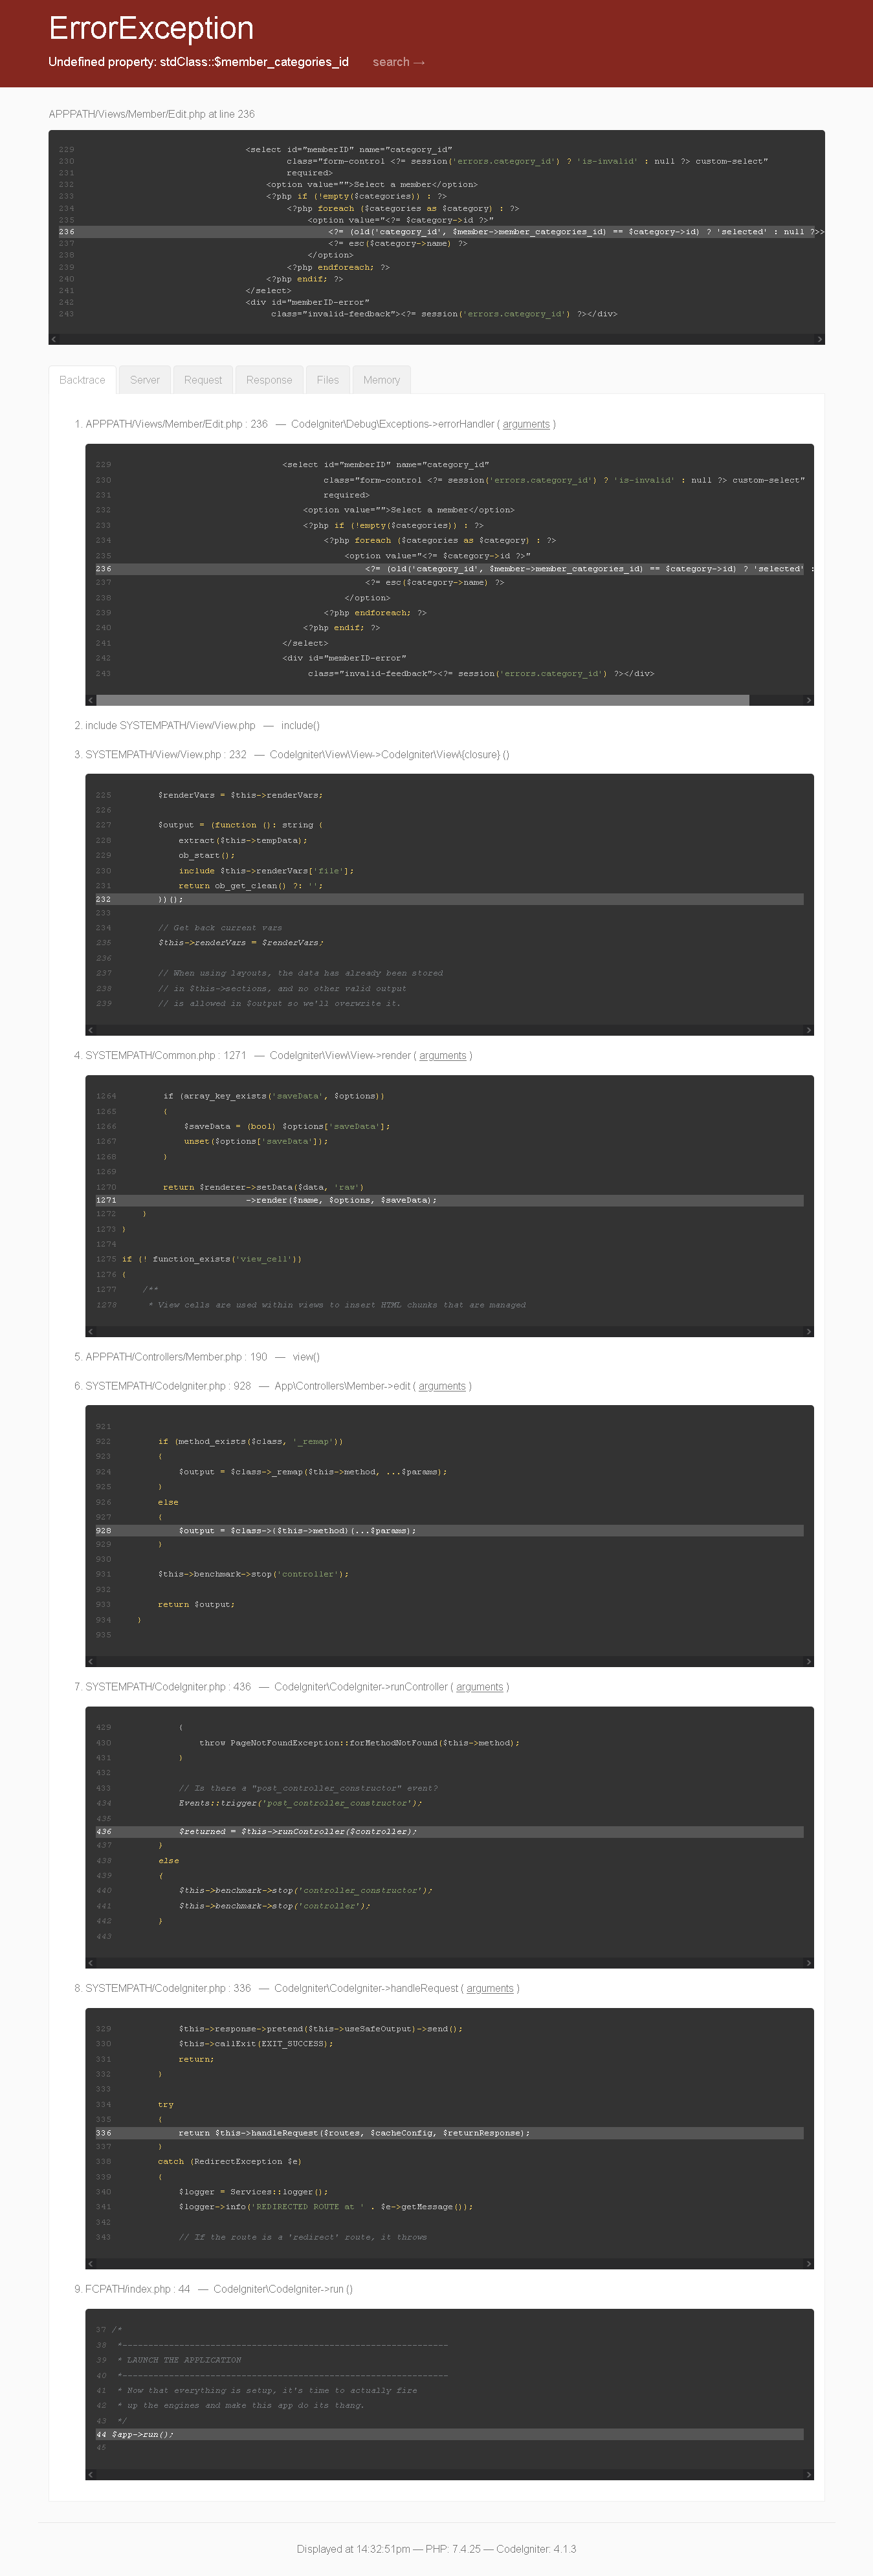 ErrorException
Undefined property: stdClass::$member_categories_id search →
APPPATH/Views/Member/Edit.php at line 236
229 <select id="memberID" name="category_id"
230 class="form-control <?= session('errors.category_id') ? 'is-invalid' : null ?> custom-select"
231 required>
232 <option value="">Select a member</option>
233 <?php if (!empty($categories)) : ?>
234 <?php foreach ($categories as $category) : ?>
235 <option value="<?= $category->id ?>"
236 <?= (old('category_id', $member->member_categories_id) == $category->id) ? 'selected' : null ?>>
237 <?= esc($category->name) ?>
238 </option>
239 <?php endforeach; ?>
240 <?php endif; ?>
241 </select>
242 <div id="memberID-error"
243 class="invalid-feedback"><?= session('errors.category_id') ?></div>
Backtrace Server Request Response Files Memory
1. APPPATH/Views/Member/Edit.php : 236 — CodeIgniter\Debug\Exceptions->errorHandler ( arguments )
229 <select id="memberID" name="category_id"
230 class="form-control <?= session('errors.category_id') ? 'is-invalid' : null ?> custom-select"
231 required>
232 <option value="">Select a member</option>
233 <?php if (!empty($categories)) : ?>
234 <?php foreach ($categories as $category) : ?>
235 <option value="<?= $category->id ?>"
236 <?= (old('category_id', $member->member_categories_id) == $category->id) ? 'selected' :
237 <?= esc($category->name) ?>
238 </option>
239 <?php endforeach; ?>
240 <?php endif; ?>
241 </select>
242 <div id="memberID-error"
243 class="invalid-feedback"><?= session('errors.category_id') ?></div>
2. include SYSTEMPATH/View/View.php — include()
3. SYSTEMPATH/View/View.php : 232 — CodeIgniter\View\View->CodeIgniter\View\{closure} ()
225 $renderVars = $this->renderVars;
226
227 $output = (function (): string {
228 extract($this->tempData);
229 ob_start();
230 include $this->renderVars['file'];
231 return ob_get_clean() ?: '';
232 })();
233
234 // Get back current vars
235 $this->renderVars = $renderVars;
236
237 // When using layouts, the data has already been stored
238 // in $this->sections, and no other valid output
239 // is allowed in $output so we'll overwrite it.
4. SYSTEMPATH/Common.php : 1271 — CodeIgniter\View\View->render ( arguments )
1264 if (array_key_exists('saveData', $options))
1265 {
1266 $saveData = (bool) $options['saveData'];
1267 unset($options['saveData']);
1268 }
1269
1270 return $renderer->setData($data, 'raw')
1271 ->render($name, $options, $saveData);
1272 }
1273 }
1274
1275 if (! function_exists('view_cell'))
1276 {
1277 /**
1278 * View cells are used within views to insert HTML chunks that are managed
5. APPPATH/Controllers/Member.php : 190 — view()
6. SYSTEMPATH/CodeIgniter.php : 928 — App\Controllers\Member->edit ( arguments )
921
922 if (method_exists($class, '_remap'))
923 {
924 $output = $class->_remap($this->method, ...$params);
925 }
926 else
927 {
928 $output = $class->{$this->method}(...$params);
929 }
930
931 $this->benchmark->stop('controller');
932
933 return $output;
934 }
935
7. SYSTEMPATH/CodeIgniter.php : 436 — CodeIgniter\CodeIgniter->runController ( arguments )
429 {
430 throw PageNotFoundException::forMethodNotFound($this->method);
431 }
432
433 // Is there a "post_controller_constructor" event?
434 Events::trigger('post_controller_constructor');
435
436 $returned = $this->runController($controller);
437 }
438 else
439 {
440 $this->benchmark->stop('controller_constructor');
441 $this->benchmark->stop('controller');
442 }
443
8. SYSTEMPATH/CodeIgniter.php : 336 — CodeIgniter\CodeIgniter->handleRequest ( arguments )
329 $this->response->pretend($this->useSafeOutput)->send();
330 $this->callExit(EXIT_SUCCESS);
331 return;
332 }
333
334 try
335 {
336 return $this->handleRequest($routes, $cacheConfig, $returnResponse);
337 }
338 catch (RedirectException $e)
339 {
340 $logger = Services::logger();
341 $logger->info('REDIRECTED ROUTE at ' . $e->getMessage());
342
343 // If the route is a 'redirect' route, it throws
9. FCPATH/index.php : 44 — CodeIgniter\CodeIgniter->run ()
37 /*
38 *---------------------------------------------------------------
39 * LAUNCH THE APPLICATION
40 *---------------------------------------------------------------
41 * Now that everything is setup, it's time to actually fire
42 * up the engines and make this app do its thang.
43 */
44 $app->run();
45
Displayed at 14:32:51pm — PHP: 7.4.25 — CodeIgniter: 4.1.3